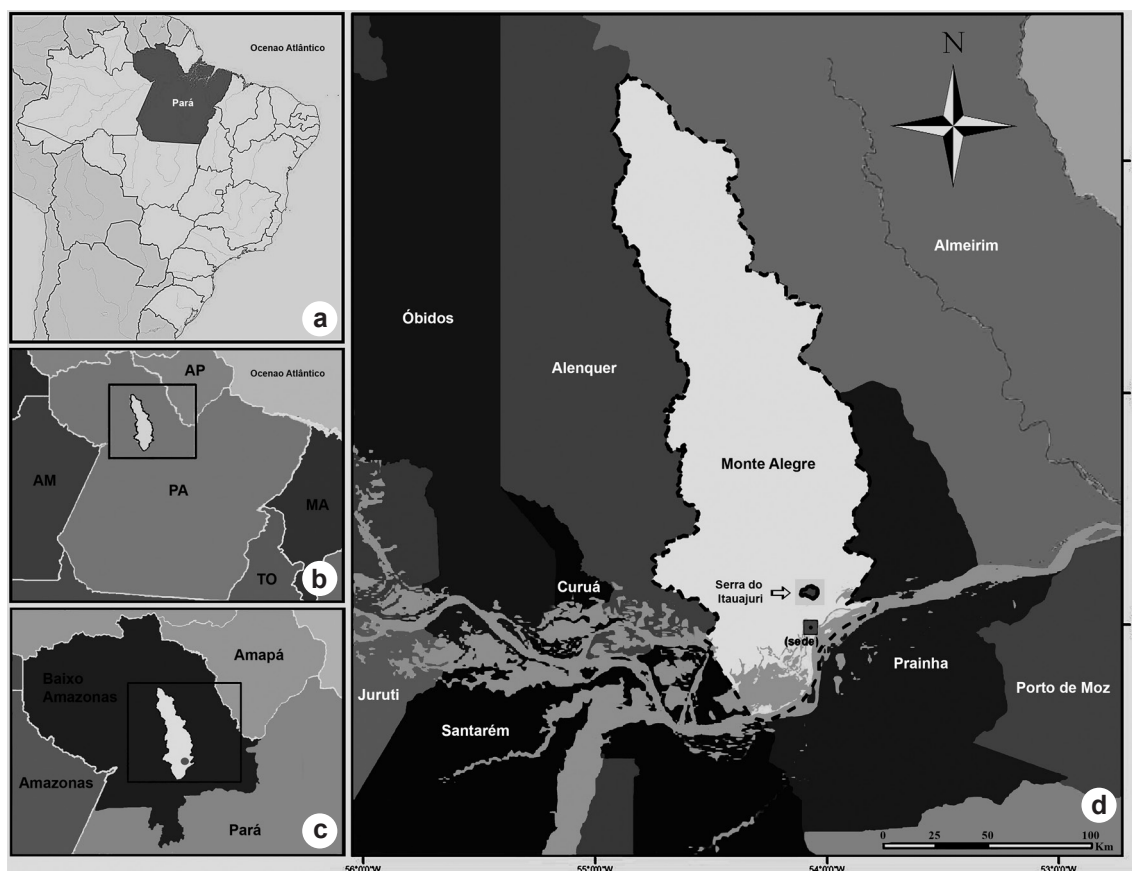 Ocenao Atlântico
Pará
a
AP
Ocenao Atlântico
AM
PA
MA
TO
b
Amapá
Baixo
Amazonas
Amazonas
Pará
c
N
Almeirim
Óbidos
Alenquer
Monte Alegre
Serra do
Itauajuri
Curuá
(sede)
Prainha
Juruti
Porto de Moz
Santarém
d
0 25 50 100
Km
56°0'0"W 55°0'0"W 54°0'0"W 53°0'0"W